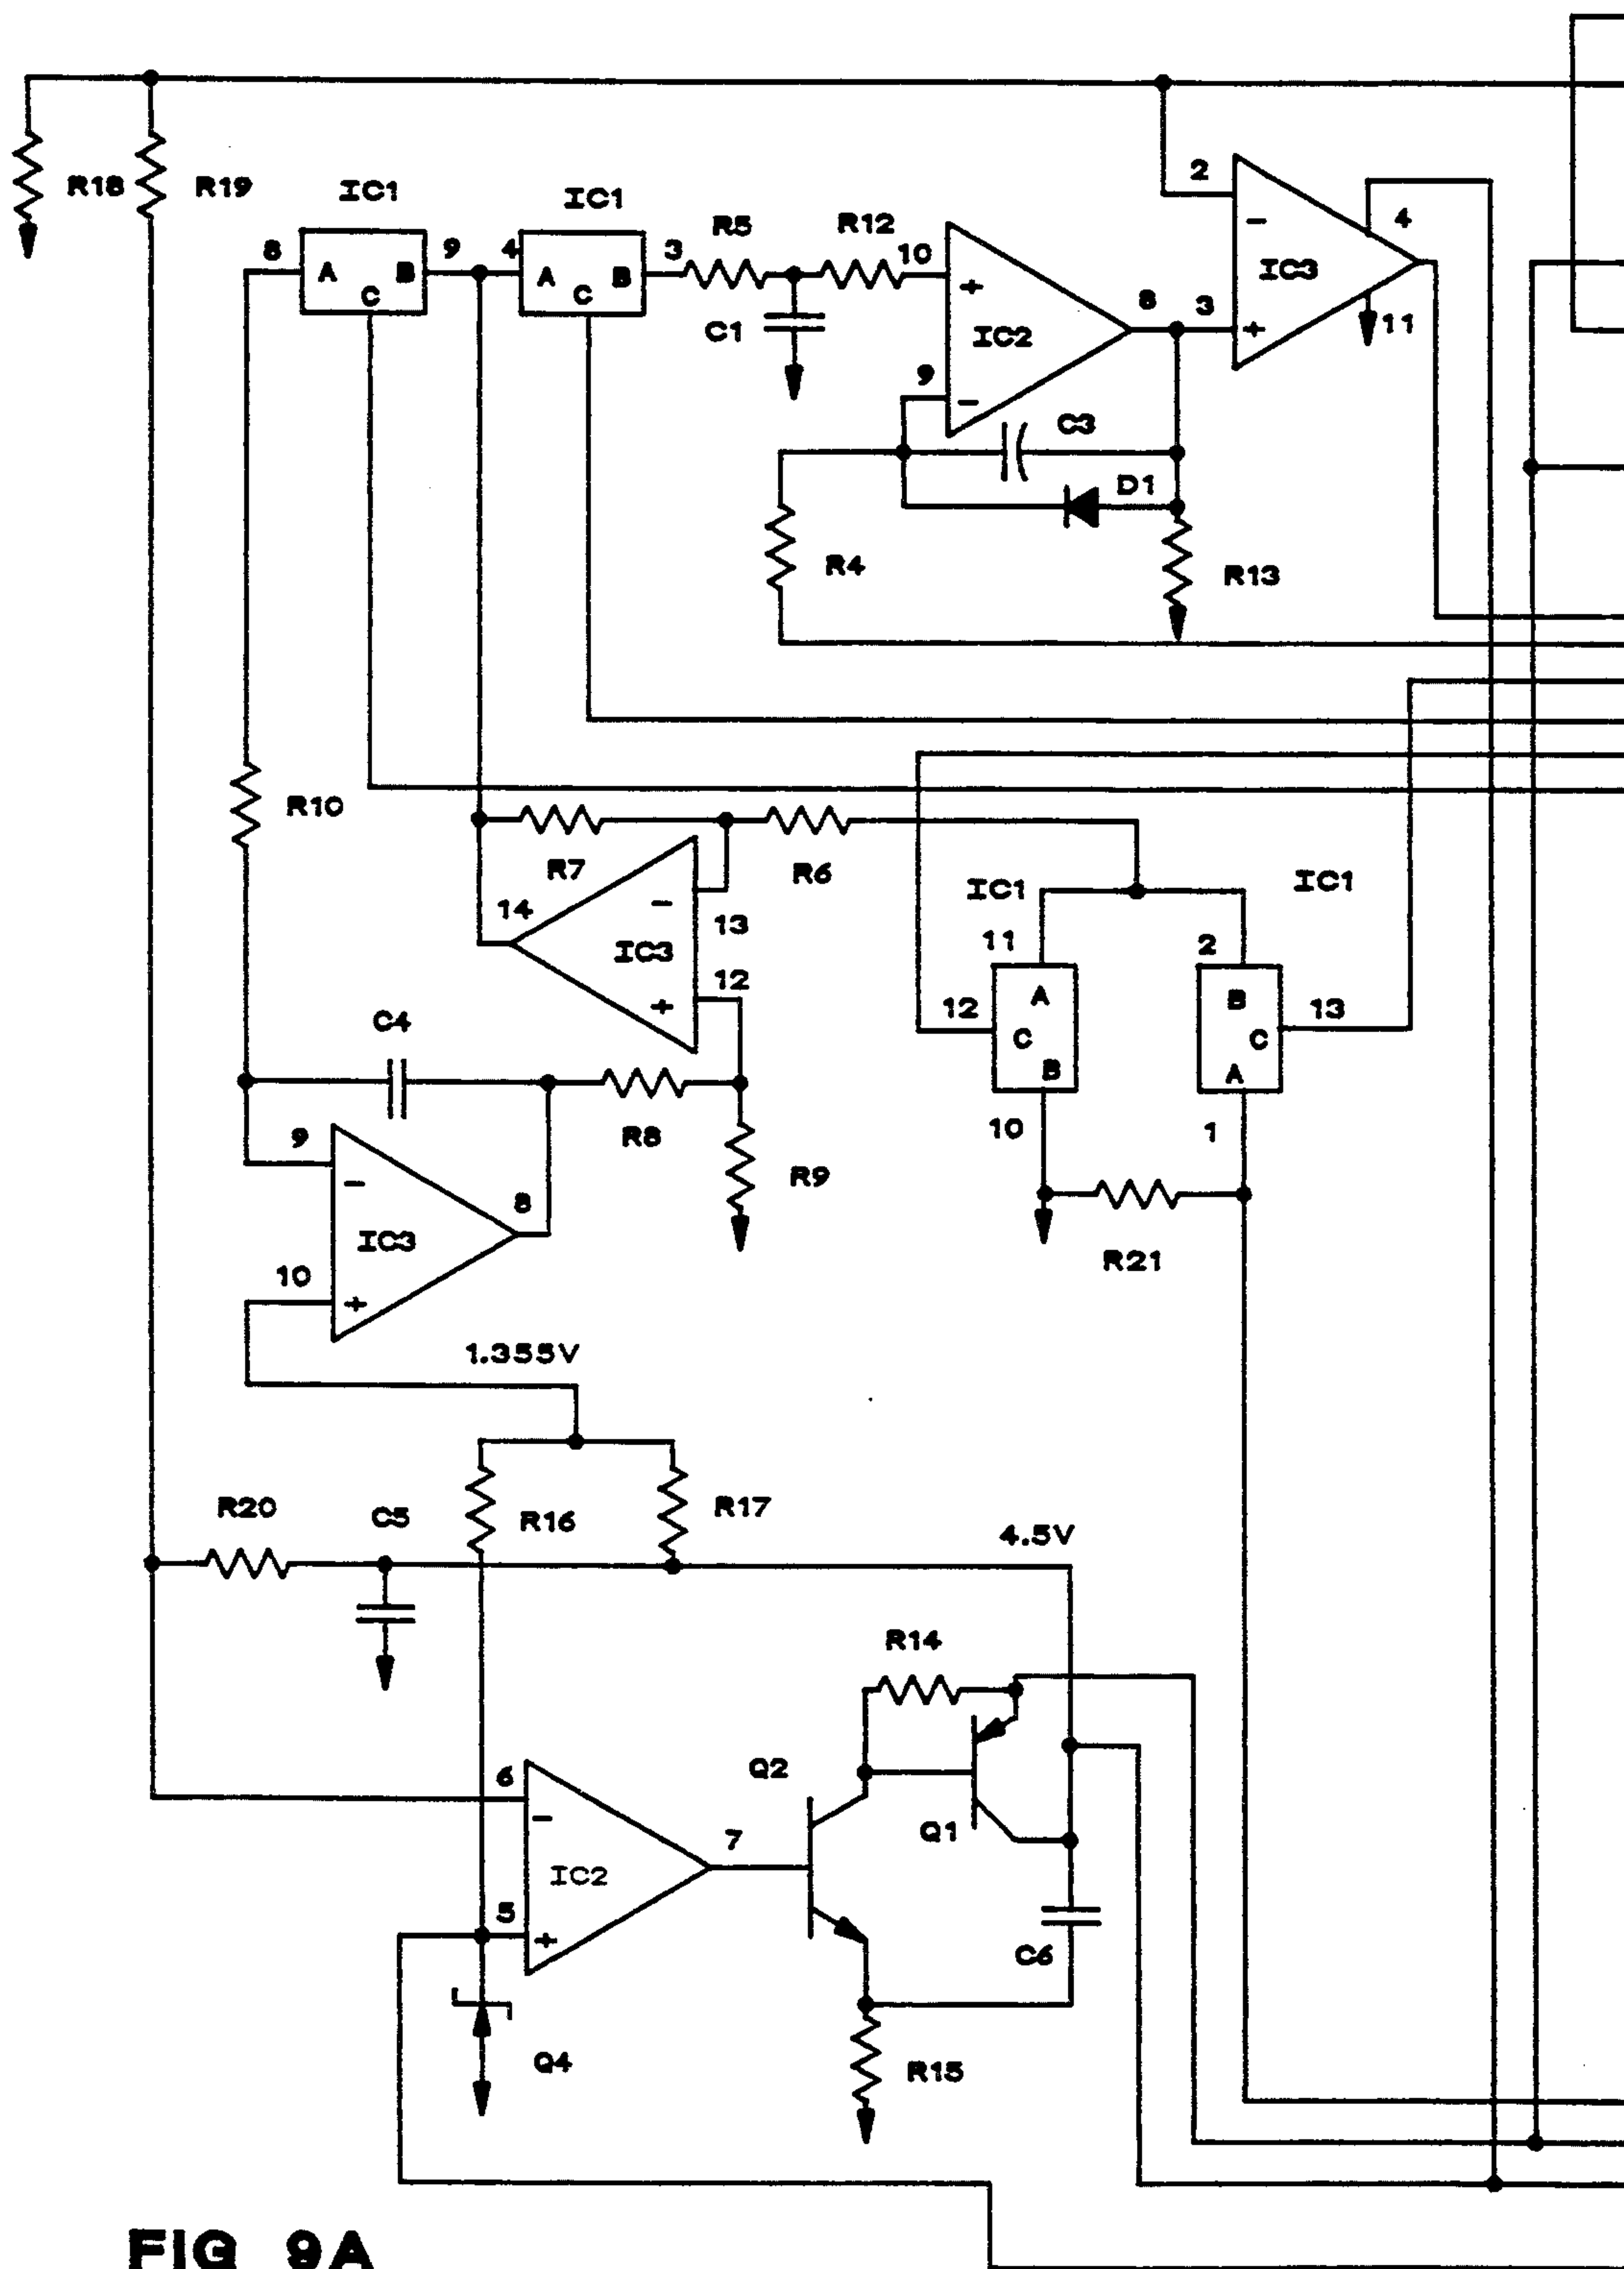 2
4
R18
R19
IC1
IC1
8
A
B
C
9
4
A
B
C
3
R5
R12
10
+
IC2
8
3
-
IC3
+
11
C1
9
-
C3
D1
R4
R13
R10
R7
R6
14
-
13
IC3
12
+
IC1
IC1
11
2
A
12
C
B
B
C
13
A
10
1
C4
R8
R9
R21
9
-
8
IC3
10
+
1.355V
R20
C5
R16
R17
4.5V
R14
Q2
6
-
7
Q1
IC2
5
+
C6
Q4
R15
FIG 9A